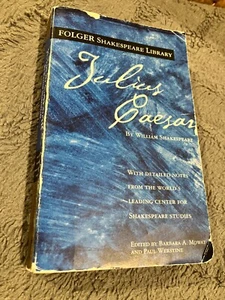 FOLGER SHAKESPEARE LIBRARY
Julius
Caesar
BY WILLIAM SHAKESPEARE
WITH DETAILED NOTES
FROM THE WORLD'S
LEADING CENTER FOR
SHAKESPEARE STUDIES
EDITED BY BARBARA A. MOWAT
AND PAUL WERSTINE